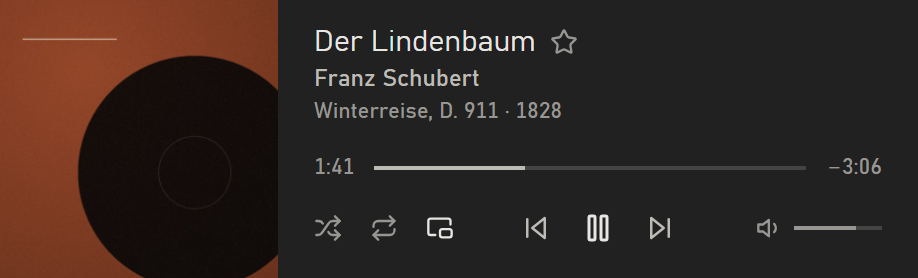 Der Lindenbaum
Franz Schubert
Winterreise, D. 911 · 1828
1:41
−3:06